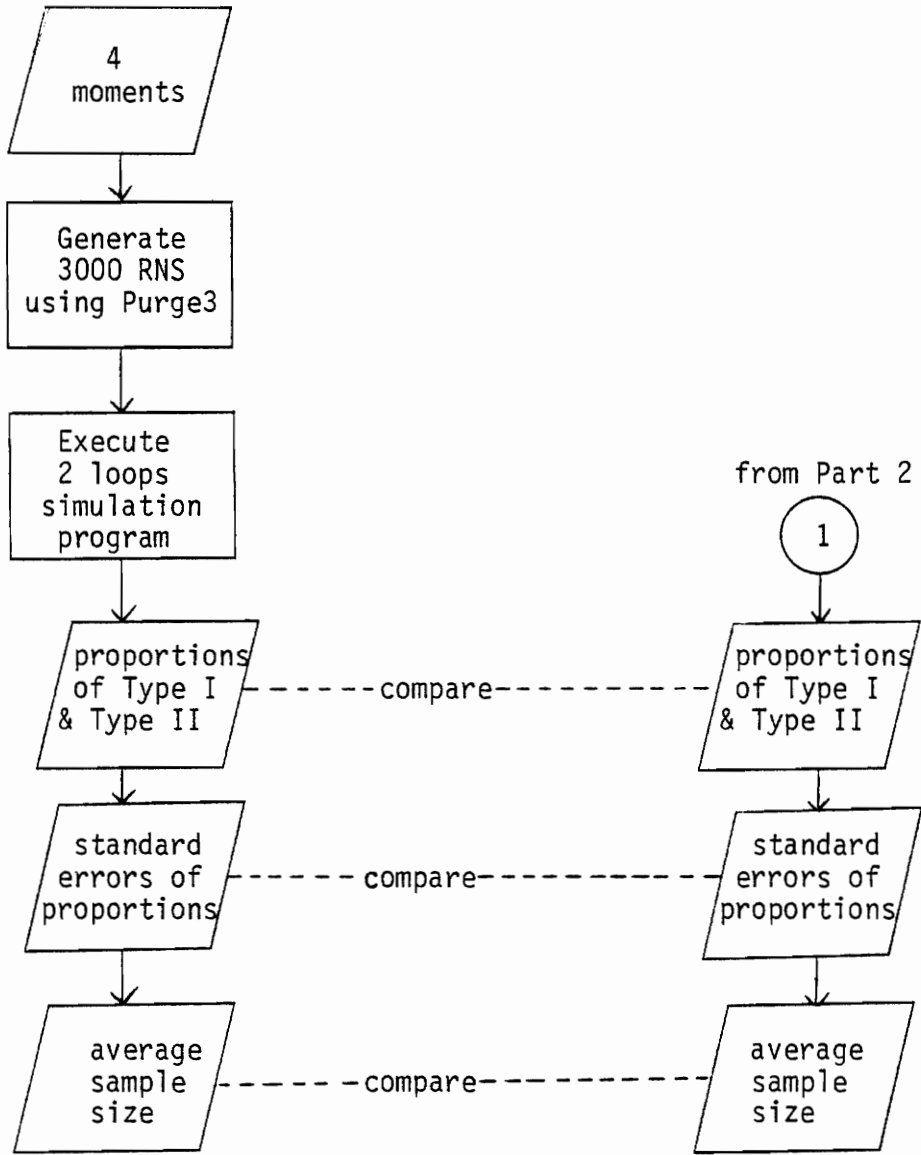 4
moments
Generate
3000 RNS
using Purge3
Execute
2 loops
simulation
program
from Part 2
1
proportions
of Type I
& Type II
compare
proportions
of Type I
& Type II
standard
errors of
proportions
compare
standard
errors of
proportions
average
sample
size
compare
average
sample
size